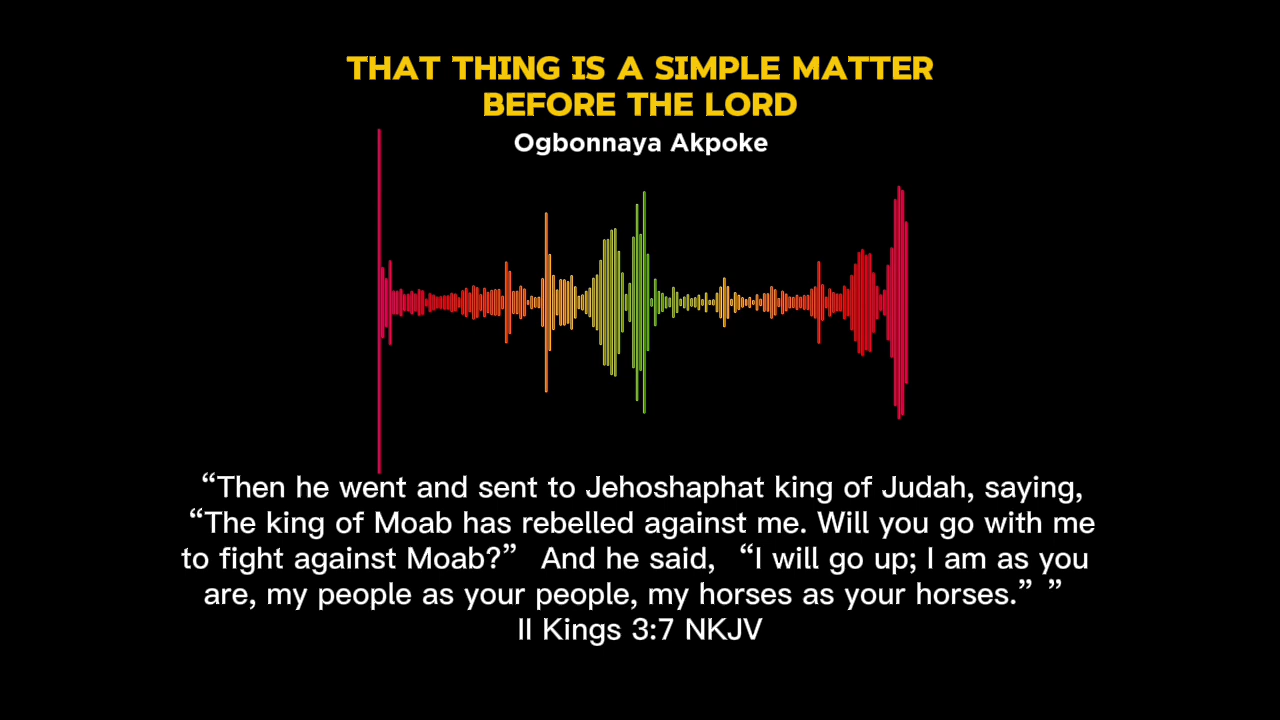 THAT THING IS A SIMPLE MATTER
BEFORE THE LORD
Ogbonnaya Akpoke
“Then he went and sent to Jehoshaphat king of Judah, saying,
“The king of Moab has rebelled against me. Will you go with me
to fight against Moab?” And he said, “I will go up; I am as you
are, my people as your people, my horses as your horses.” ”
II Kings 3:7 NKJV